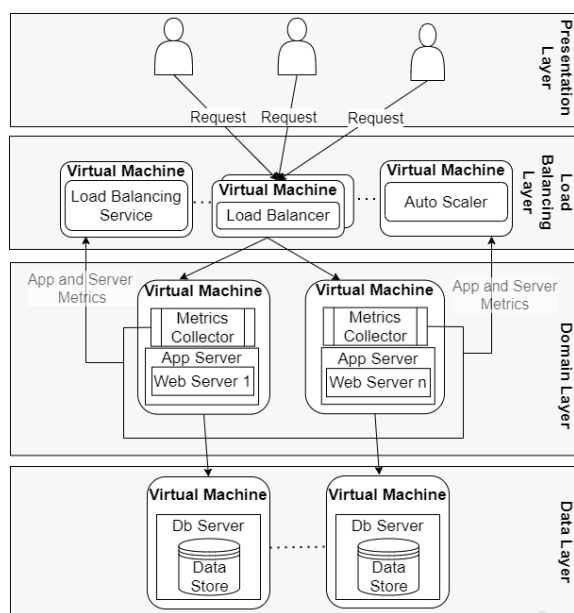 Presentation
Layer
Request
Request
Request
Load
Balancing
Layer
Virtual Machine
Load Balancing
Service
Virtual Machine
Load Balancer
Virtual Machine
Auto Scaler
App and Server
Metrics
App and Server
Metrics
Domain Layer
Virtual Machine
Metrics
Collector
App Server
Web Server 1
Virtual Machine
Metrics
Collector
App Server
Web Server n
Data Layer
Virtual Machine
Db Server
Data
Store
Virtual Machine
Db Server
Data
Store